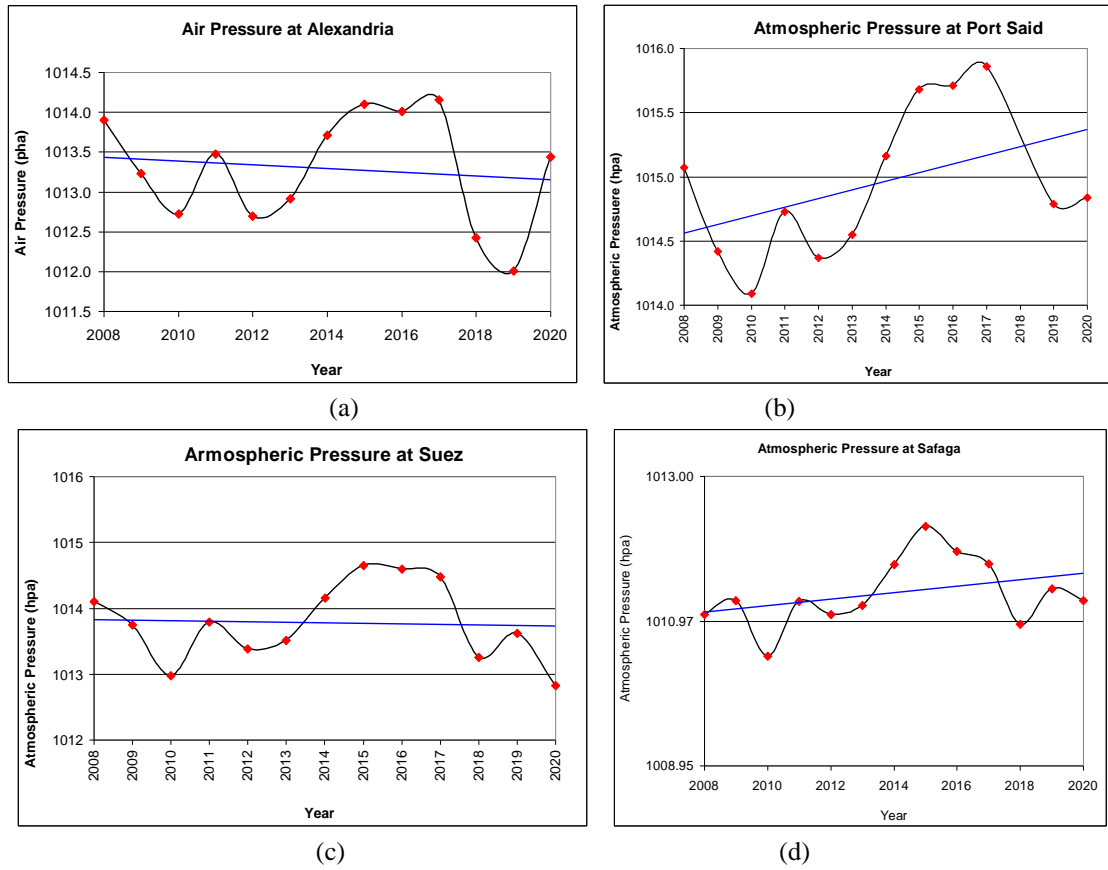 Air Pressure at Alexandria
Air Pressure (pha)
1014.5
1014.0
1013.5
1013.0
1012.5
1012.0
1011.5
2008 2010 2012 2014 2016 2018 2020
Year
(a)
Atmospheric Pressure at Port Said
Atmospheric Pressuere (hpa)
1016.0
1015.5
1015.0
1014.5
1014.0
2008 2009 2010 2011 2012 2013 2014 2015 2016 2017 2018 2019 2020
Year
(b)
Armospheric Pressure at Suez
Atmospheric Pressure (hpa)
1016
1015
1014
1013
1012
2008 2009 2010 2011 2012 2013 2014 2015 2016 2017 2018 2019 2020
Year
(c)
Atmospheric Pressure at Safaga
Atmospheric Pressure (hpa)
1013.00
1010.97
1008.95
2008 2010 2012 2014 2016 2018 2020
Year
(d)